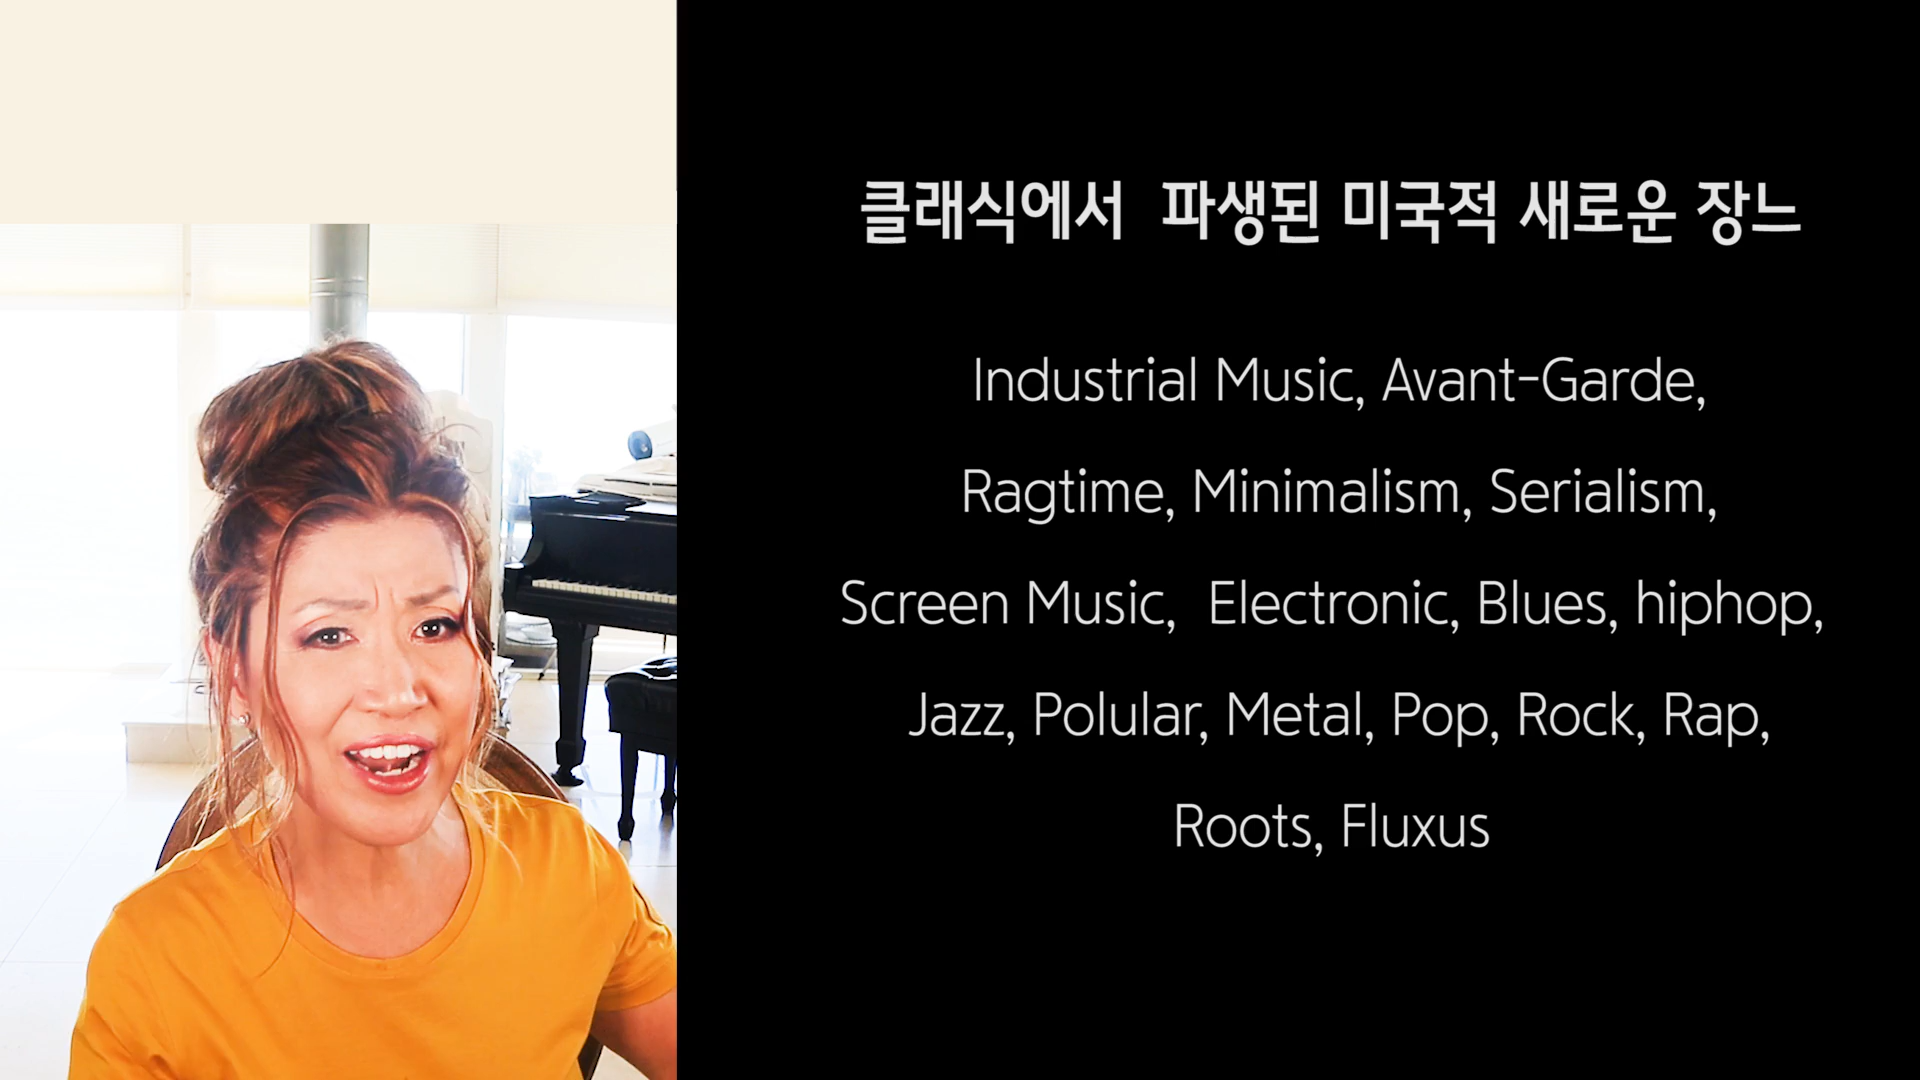 클래식에서 파생된 미국적 새로운 장느
Industrial Music, Avant-Garde,
Ragtime, Minimalism, Serialism,
Screen Music, Electronic, Blues, hiphop,
Jazz, Polular, Metal, Pop, Rock, Rap,
Roots, Fluxus